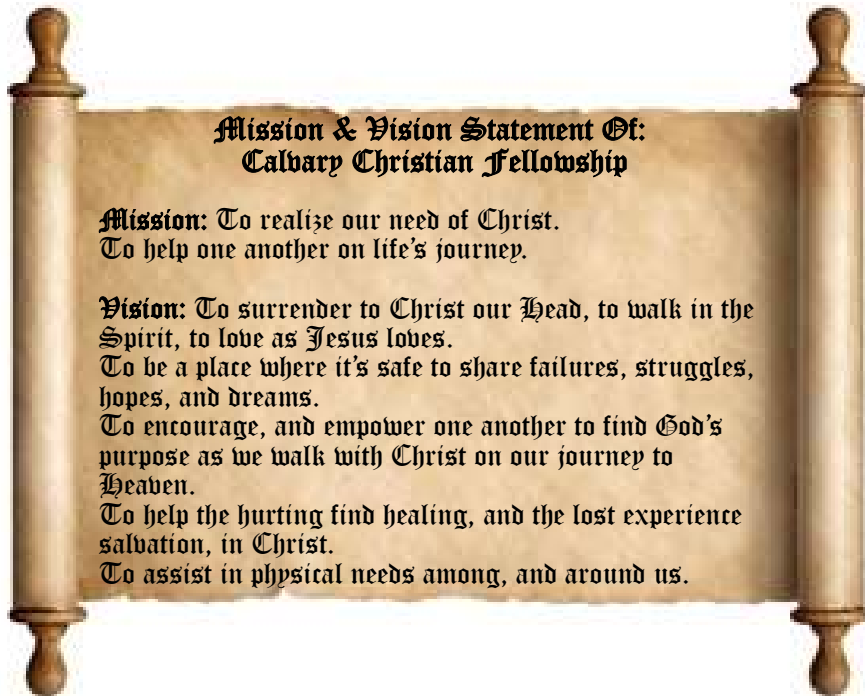 Mission & Vision Statement Of:
Calvary Christian Fellowship
Mission: To realize our need of Christ.
To help one another on life's journey.
Vision: To surrender to Christ our Head, to walk in the
Spirit, to love as Jesus loves.
To be a place where it's safe to share failures, struggles,
hopes, and dreams.
To encourage, and empower one another to find God's
purpose as we walk with Christ on our journey to
Heaven.
To help the hurting find healing, and the lost experience
salvation, in Christ.
To assist in physical needs among, and around us.